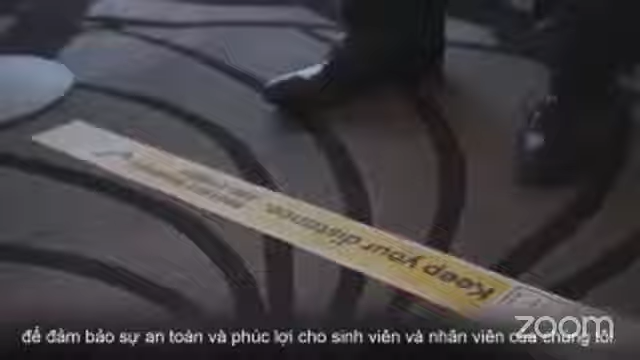 Keep your distance.
để đảm bảo sự an toàn và phúc lợi cho sinh viên và nhân viên của chúng tôi.
zoom